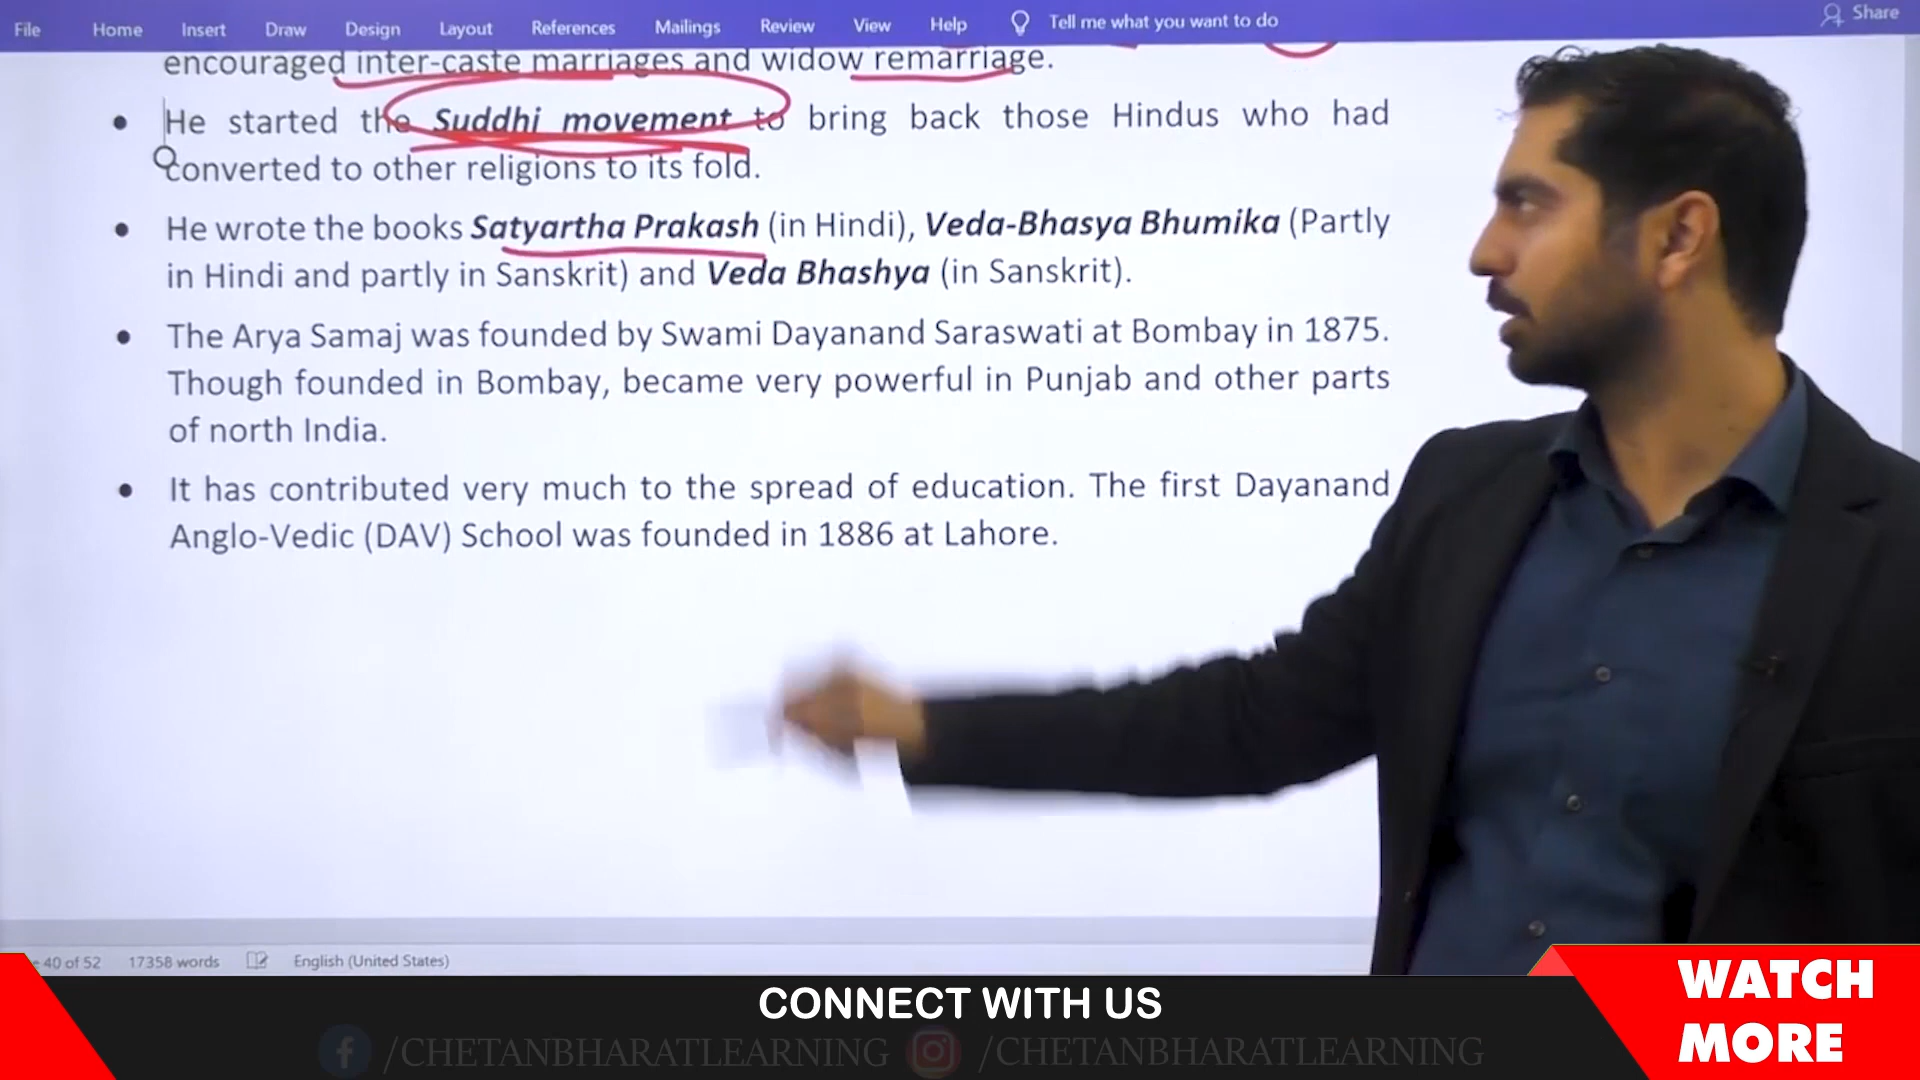 File Home Insert Draw Design Layout References Mailings Review View Help Tell me what you want to do Share
encouraged inter-caste marriages and widow remarriage.
• He started the Suddhi movement to bring back those Hindus who had
converted to other religions to its fold.
• He wrote the books Satyartha Prakash (in Hindi), Veda-Bhasya Bhumika (Partly
in Hindi and partly in Sanskrit) and Veda Bhashya (in Sanskrit).
• The Arya Samaj was founded by Swami Dayanand Saraswati at Bombay in 1875.
Though founded in Bombay, became very powerful in Punjab and other parts
of north India.
• It has contributed very much to the spread of education. The first Dayanand
Anglo-Vedic (DAV) School was founded in 1886 at Lahore.
40 of 52 17358 words English (United States)
CONNECT WITH US
/CHETANBHARATLEARNING /CHETANBHARATLEARNING
WATCH
MORE